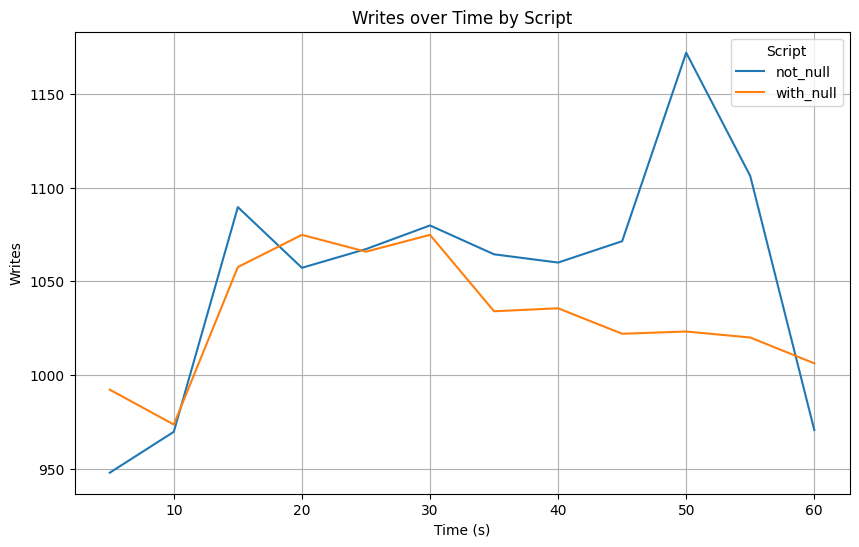 Writes over Time by Script
Script
not_null
with_null
Writes
1150
1100
1050
1000
950
10 20 30 40 50 60
Time (s)